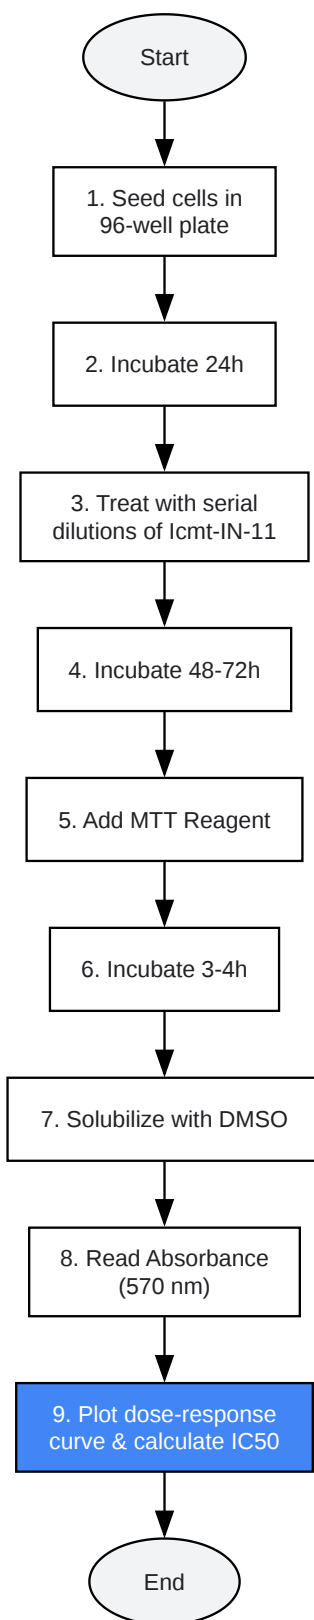 Start
1. Seed cells in
96-well plate
2. Incubate 24h
3. Treat with serial
dilutions of Icmt-IN-11
4. Incubate 48-72h
5. Add MTT Reagent
6. Incubate 3-4h
7. Solubilize with DMSO
8. Read Absorbance
(570 nm)
9. Plot dose-response
curve & calculate IC50
End